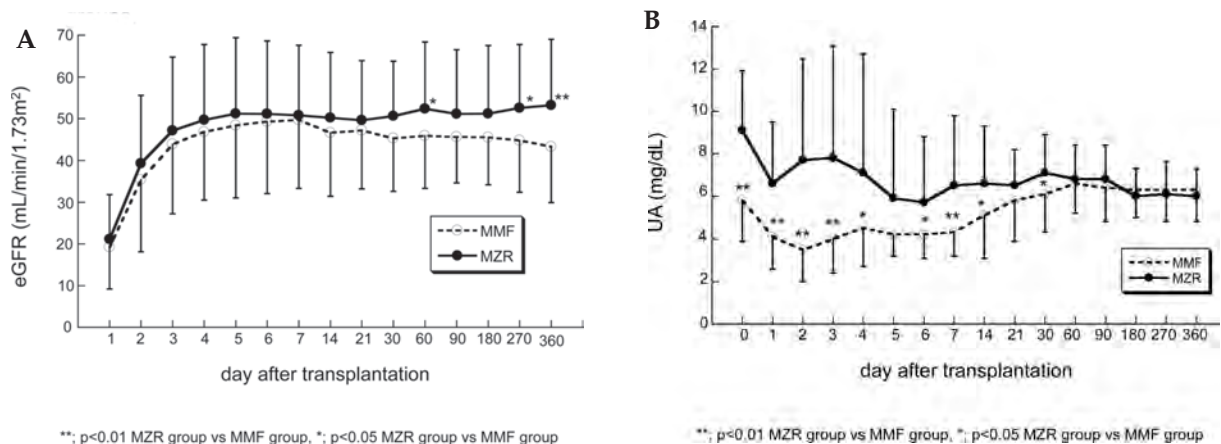 A
eGFR (mL/min/1.73m²)
70
60
50
40
30
20
10
0
*
*
**
MMF
MZR
1 2 3 4 5 6 7 14 21 30 60 90 180 270 360
day after transplantation
**; p<0.01 MZR group vs MMF group, *; p<0.05 MZR group vs MMF group
B
UA (mg/dL)
14
12
10
8
6
4
2
0
**
**
**
**
*
*
**
*
*
MMF
MZR
0 1 2 3 4 5 6 7 14 21 30 60 90 180 270 360
day after transplantation
**; p<0.01 MZR group vs MMF group, *; p<0.05 MZR group vs MMF group